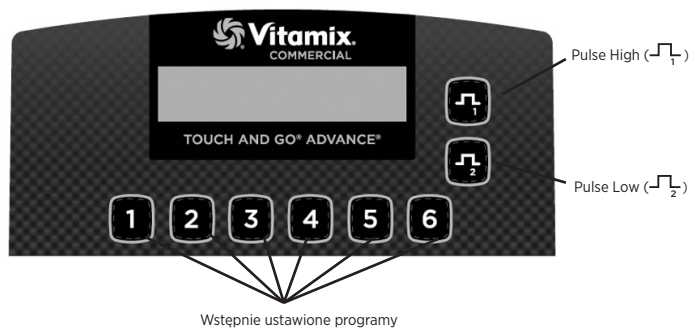 Vitamix.
COMMERCIAL
TOUCH AND GO® ADVANCE®
1
2
Pulse High (1)
Pulse Low (2)
1 2 3 4 5 6
Wstępnie ustawione programy